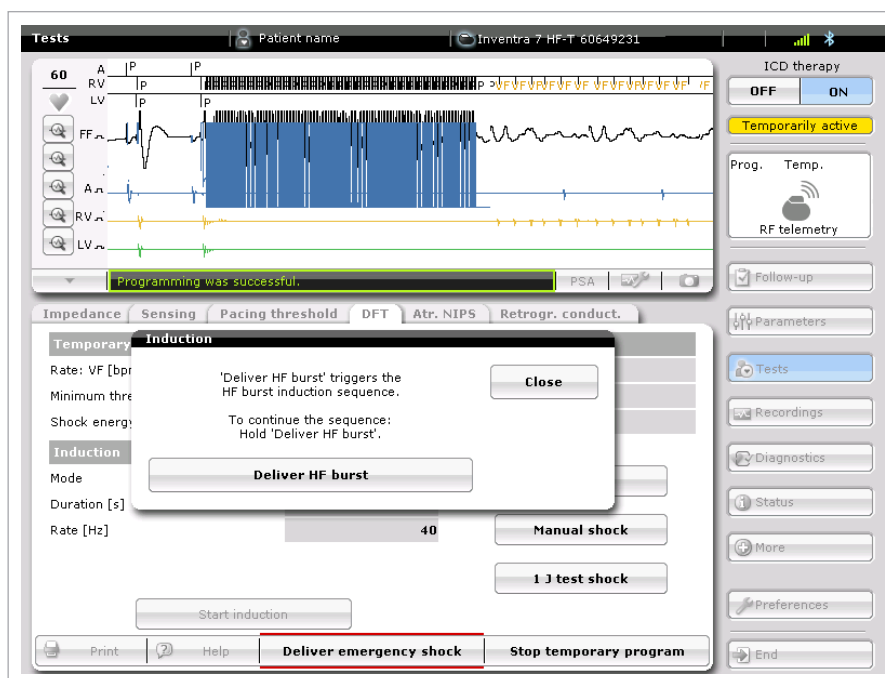 Tests
Patient name
Inventra 7 HF-T 60649231
60
A
P
P
RV
P
P
LV
P
P
FF
A
RV
LV
Programming was successful.
PSA
ICD therapy
OFF
ON
Temporarily active
Prog. Temp.
RF telemetry
Follow-up
Parameters
Tests
Recordings
Diagnostics
Status
More
Preferences
End
Impedance
Sensing
Pacing threshold
DFT
Atr. NIPS
Retrogr. conduct.
Temporary
Rate: VF [bpr
Minimum thre
Shock energy
Induction
Mode
Duration [s]
Rate [Hz]
40
Induction
'Deliver HF burst' triggers the
HF burst induction sequence.
To continue the sequence:
Hold 'Deliver HF burst'.
Close
Deliver HF burst
Manual shock
1 J test shock
Start induction
Print
Help
Deliver emergency shock
Stop temporary program